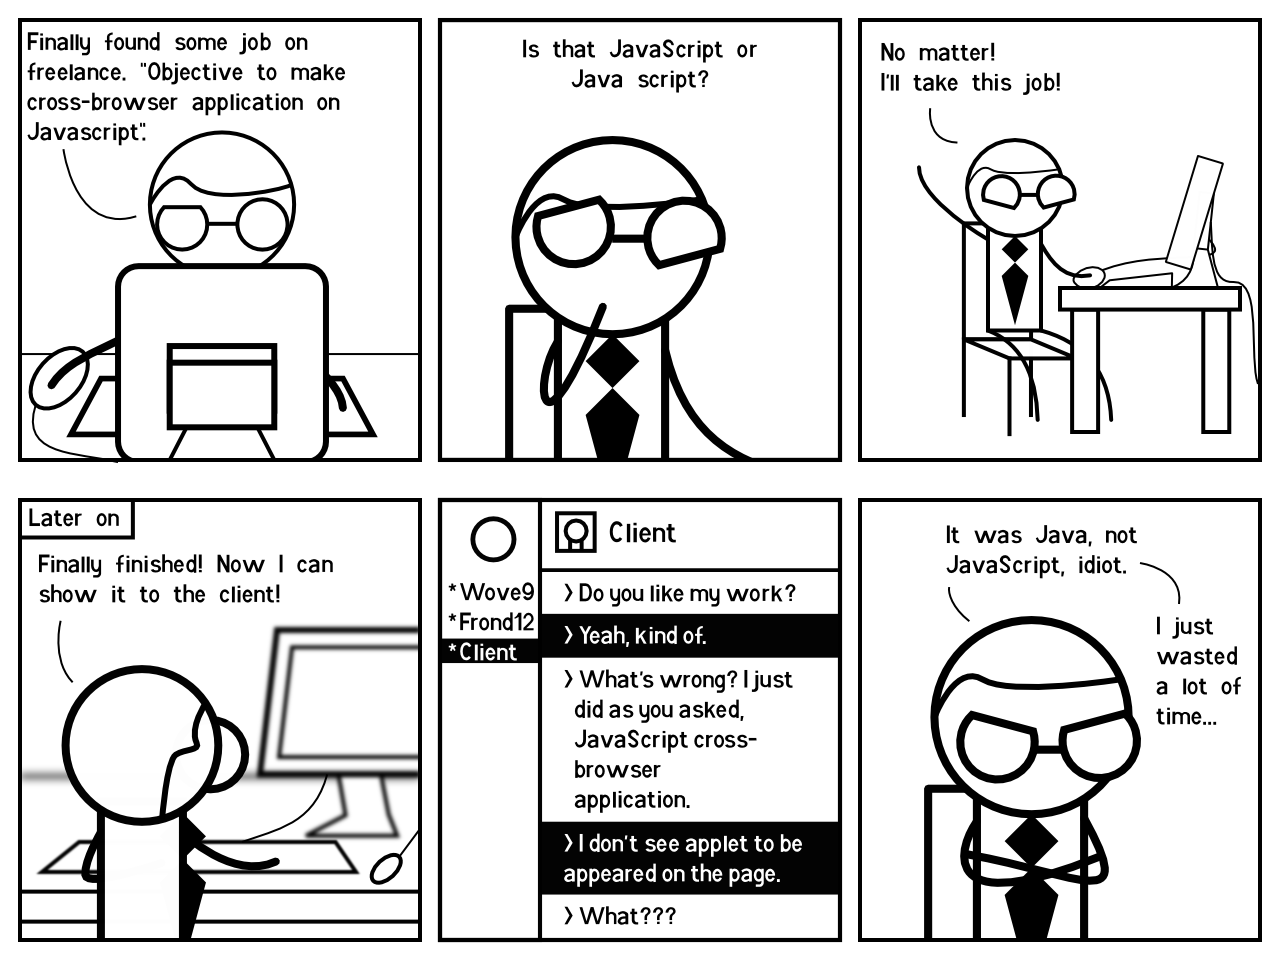 Finally found some job on
freelance. "Objective to make
cross-browser application on
Javascript".
Is that JavaScript or
Java script?
No matter!
I'll take this job!
Later on
Finally finished! Now I can
show it to the client!
*Wove9
*Frond12
*Client
Client
> Do you like my work?
> Yeah, kind of.
> What's wrong? I just
did as you asked,
JavaScript cross-
browser
application.
> I don't see applet to be
appeared on the page.
> What???
It was Java, not
JavaScript, idiot.
I just
wasted
a lot of
time...